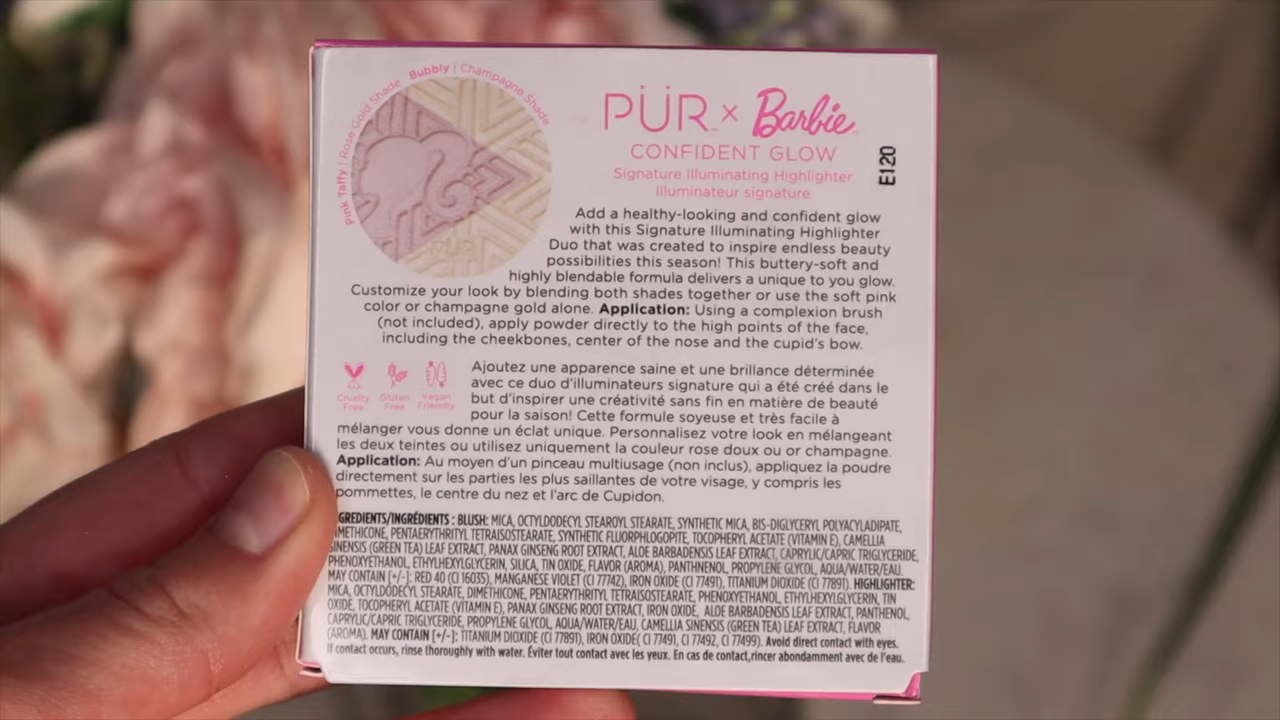 Pink Taffy | Rose Gold Shade
Bubbly | Champagne Shade
PÜR™ × Barbie™
CONFIDENT GLOW
Signature Illuminating Highlighter
Illuminateur signature
E120
Add a healthy-looking and confident glow
with this Signature Illuminating Highlighter
Duo that was created to inspire endless beauty
possibilities this season! This buttery-soft and
highly blendable formula delivers a unique to you glow.
Customize your look by blending both shades together or use the soft pink
color or champagne gold alone. Application: Using a complexion brush
(not included), apply powder directly to the high points of the face,
including the cheekbones, center of the nose and the cupid's bow.
Cruelty Free
Gluten Free
Vegan Friendly
Ajoutez une apparence saine et une brillance déterminée
avec ce duo d'illuminateurs signature qui a été créé dans le
but d'inspirer une créativité sans fin en matière de beauté
pour la saison! Cette formule soyeuse et très facile à
mélanger vous donne un éclat unique. Personnalisez votre look en mélangeant
les deux teintes ou utilisez uniquement la couleur rose doux ou champagne.
Application: Au moyen d'un pinceau multiusage (non inclus), appliquez la poudre
directement sur les parties les plus saillantes de votre visage, y compris les
pommettes, le centre du nez et l'arc de Cupidon.
GREDIENTS/INGRÉDIENTS : BLUSH: MICA, OCTYLDODECYL STEAROYL STEARATE, SYNTHETIC MICA, BIS-DIGLYCERYL POLYACYLADIPATE,
IMETHICONE, PENTAERYTHRITYL TETRAISOSTEARATE, SYNTHETIC FLUORPHLOGOPITE, TOCOPHERYL ACETATE (VITAMIN E), CAMELLIA
SINENSIS (GREEN TEA) LEAF EXTRACT, PANAX GINSENG ROOT EXTRACT, ALOE BARBADENSIS LEAF EXTRACT, CAPRYLIC/CAPRIC TRIGLYCERIDE,
PHENOXYETHANOL, ETHYLHEXYLGLYCERIN, SILICA, TIN OXIDE, FLAVOR (AROMA), PANTHNENOL, PROPYLENE GLYCOL, AQUA/WATER/EAU.
MAY CONTAIN [+/-]: RED 40 (CI 16035), MANGANESE VIOLET (CI 77742), IRON OXIDE (CI 77491), TITANIUM DIOXIDE (CI 77891). HIGHLIGHTER:
MICA, OCTYLDODECYL STEARATE, DIMETHICONE, PENTAERYTHRITYL TETRAISOSTEARATE, PHENOXYETHANOL, ETHYLHEXYGLYCERIN, TIN
OXIDE, TOCOPHERYL ACETATE (VITAMIN E), PANAX GINSENG ROOT EXTRACT, IRON OXIDE, ALOE BARBADENSIS LEAF EXTRACT, PANTHENOL,
CAPRYLIC/CAPRIC TRIGLYCERIDE, PROPYLENE GLYCOL, AQUA/WATER/EAU, CAMELLIA SINENSIS (GREEN TEA) LEAF EXTRACT, FLAVOR
(AROMA). MAY CONTAIN [+/-]: TITANIUM DIOXIDE (CI 77891), IRON OXIDE( CI 77491, CI 77492, CI 77499). Avoid direct contact with eyes.
If contact occurs, rinse thoroughly with water. Éviter tout contact avec les yeux. En cas de contact,rincer abondamment avec de l'eau.